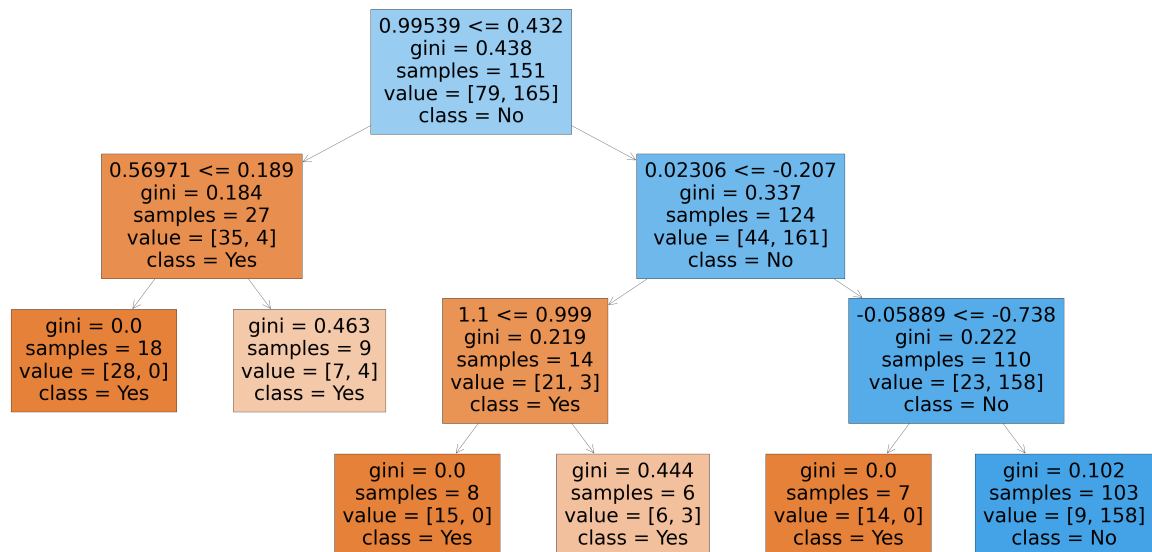 0.99539 <= 0.432
gini = 0.438
samples = 151
value = [79, 165]
class = No
0.56971 <= 0.189
gini = 0.184
samples = 27
value = [35, 4]
class = Yes
0.02306 <= -0.207
gini = 0.337
samples = 124
value = [44, 161]
class = No
gini = 0.0
samples = 18
value = [28, 0]
class = Yes
gini = 0.463
samples = 9
value = [7, 4]
class = Yes
1.1 <= 0.999
gini = 0.219
samples = 14
value = [21, 3]
class = Yes
-0.05889 <= -0.738
gini = 0.222
samples = 110
value = [23, 158]
class = No
gini = 0.0
samples = 8
value = [15, 0]
class = Yes
gini = 0.444
samples = 6
value = [6, 3]
class = Yes
gini = 0.0
samples = 7
value = [14, 0]
class = Yes
gini = 0.102
samples = 103
value = [9, 158]
class = No